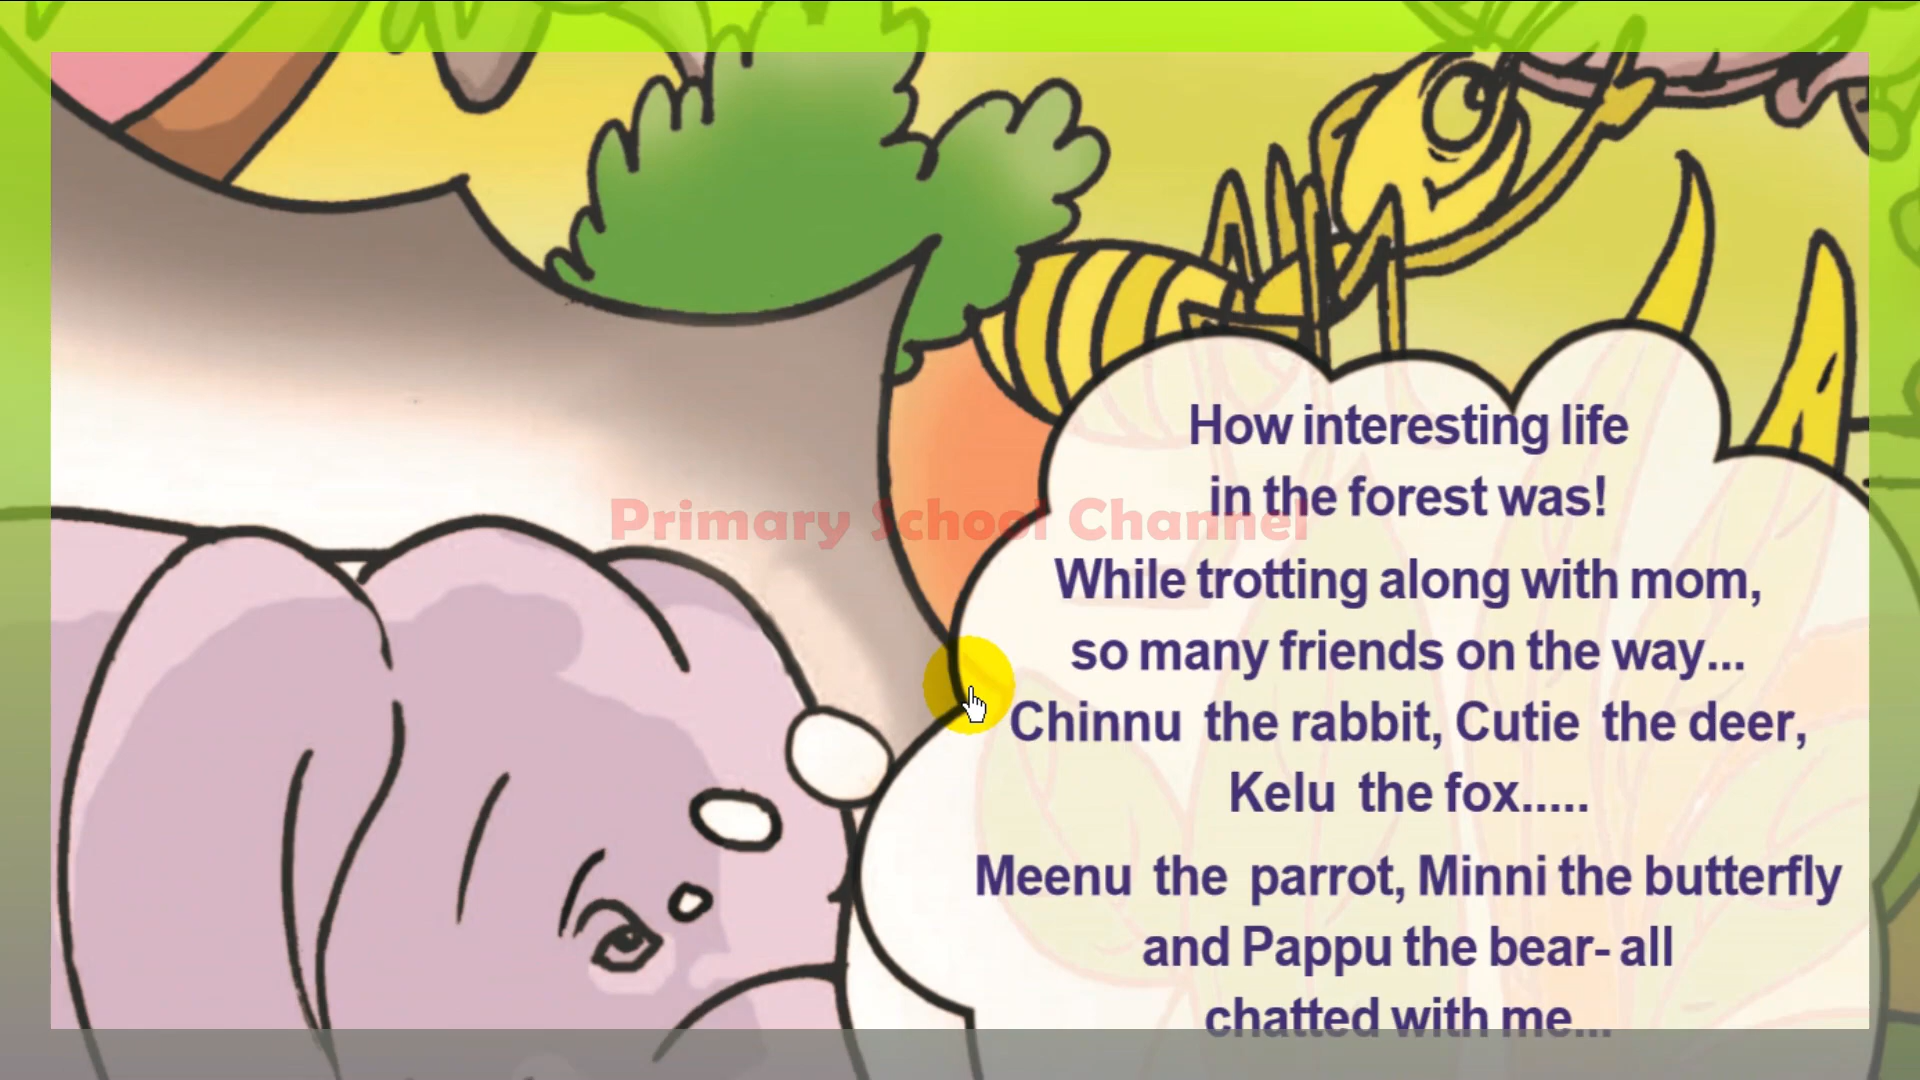 How interesting life
in the forest was!
Primary School Channel
While trotting along with mom,
so many friends on the way...
Chinnu the rabbit, Cutie the deer,
Kelu the fox.....
Meenu the parrot, Minni the butterfly
and Pappu the bear- all
chatted with me...